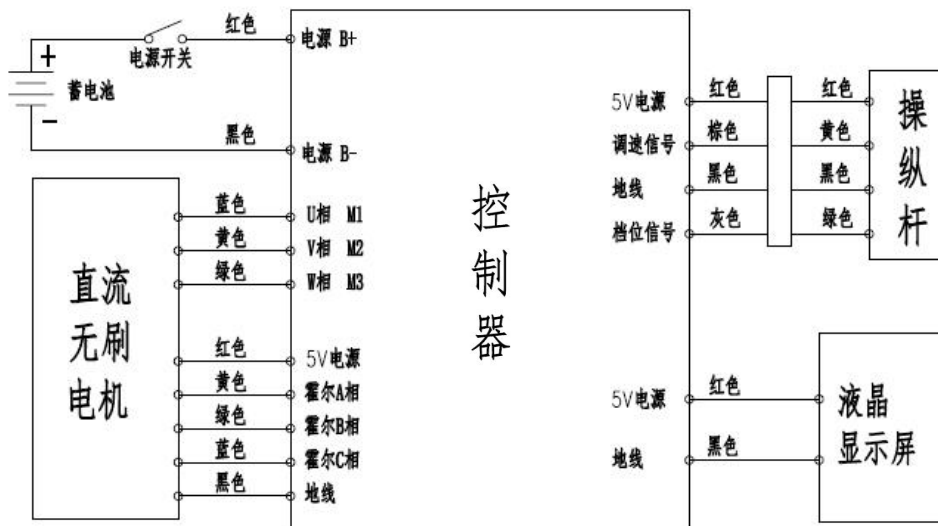 红色
电源 B+
+
电源开关
蓄电池
-
黑色
电源 B-
蓝色
U相 M1
黄色
V相 M2
绿色
W相 M3
直流
无刷
电机
红色
5V电源
黄色
霍尔A相
绿色
霍尔B相
蓝色
霍尔C相
黑色
地线
控
制
器
5V电源
红色
红色
调速信号
棕色
黄色
地线
黑色
黑色
档位信号
灰色
绿色
操
纵
杆
5V电源
红色
地线
黑色
液晶
显示屏